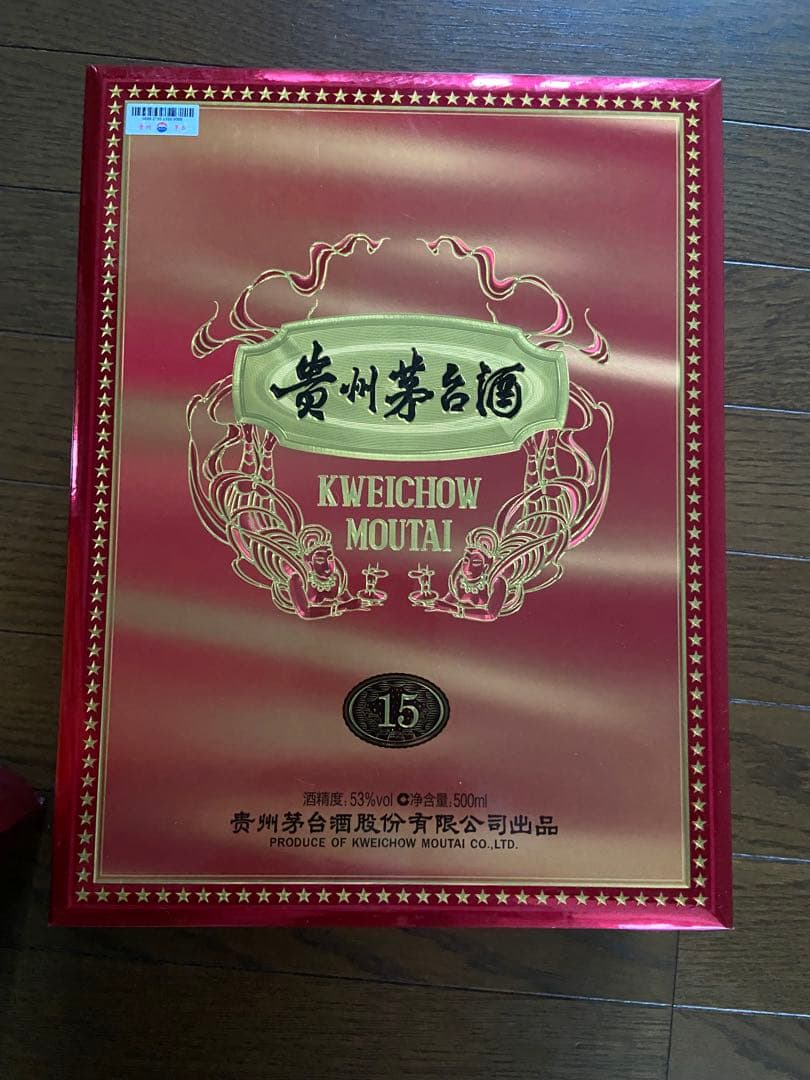 贵州茅台酒
KWEICHOW
MOUTAI
15
酒精度:53%vol 净含量:500ml
贵州茅台酒股份有限公司出品
PRODUCE OF KWEICHOW MOUTAI CO.,LTD.